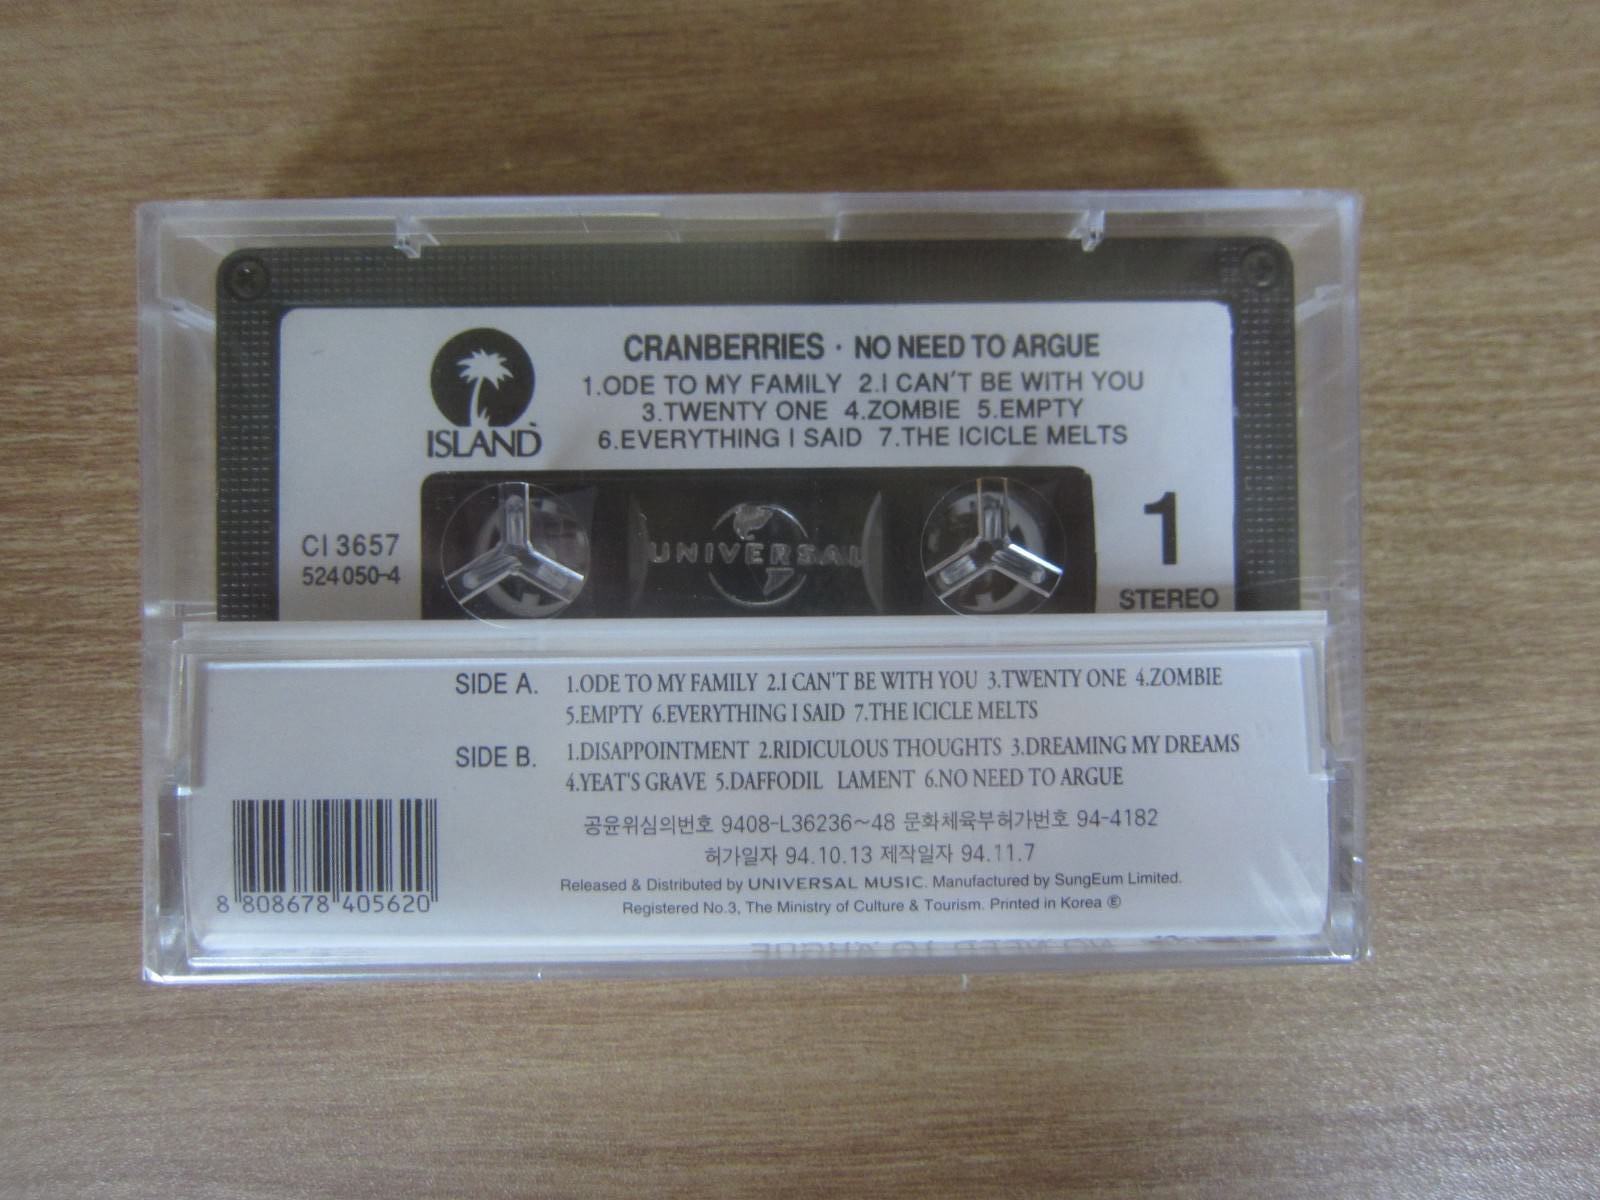 CRANBERRIES · NO NEED TO ARGUE
1.ODE TO MY FAMILY 2.I CAN'T BE WITH YOU
3.TWENTY ONE 4.ZOMBIE 5.EMPTY
6.EVERYTHING I SAID 7.THE ICICLE MELTS
ISLAND
UNIVERSAL
CI 3657
524 050-4
1
STEREO
SIDE A. 1.ODE TO MY FAMILY 2.I CAN'T BE WITH YOU 3.TWENTY ONE 4.ZOMBIE
5.EMPTY 6.EVERYTHING I SAID 7.THE ICICLE MELTS
SIDE B. 1.DISAPPOINTMENT 2.RIDICULOUS THOUGHTS 3.DREAMING MY DREAMS
4.YEAT'S GRAVE 5.DAFFODIL LAMENT 6.NO NEED TO ARGUE
공윤위심의번호 9408-L36236~48 문화체육부허가번호 94-4182
허가일자 94.10.13 제작일자 94.11.7
Released & Distributed by UNIVERSAL MUSIC. Manufactured by SungEum Limited.
Registered No.3, The Ministry of Culture & Tourism. Printed in Korea Ⓔ
8 808678 405620
NO NEED TO ARGUE